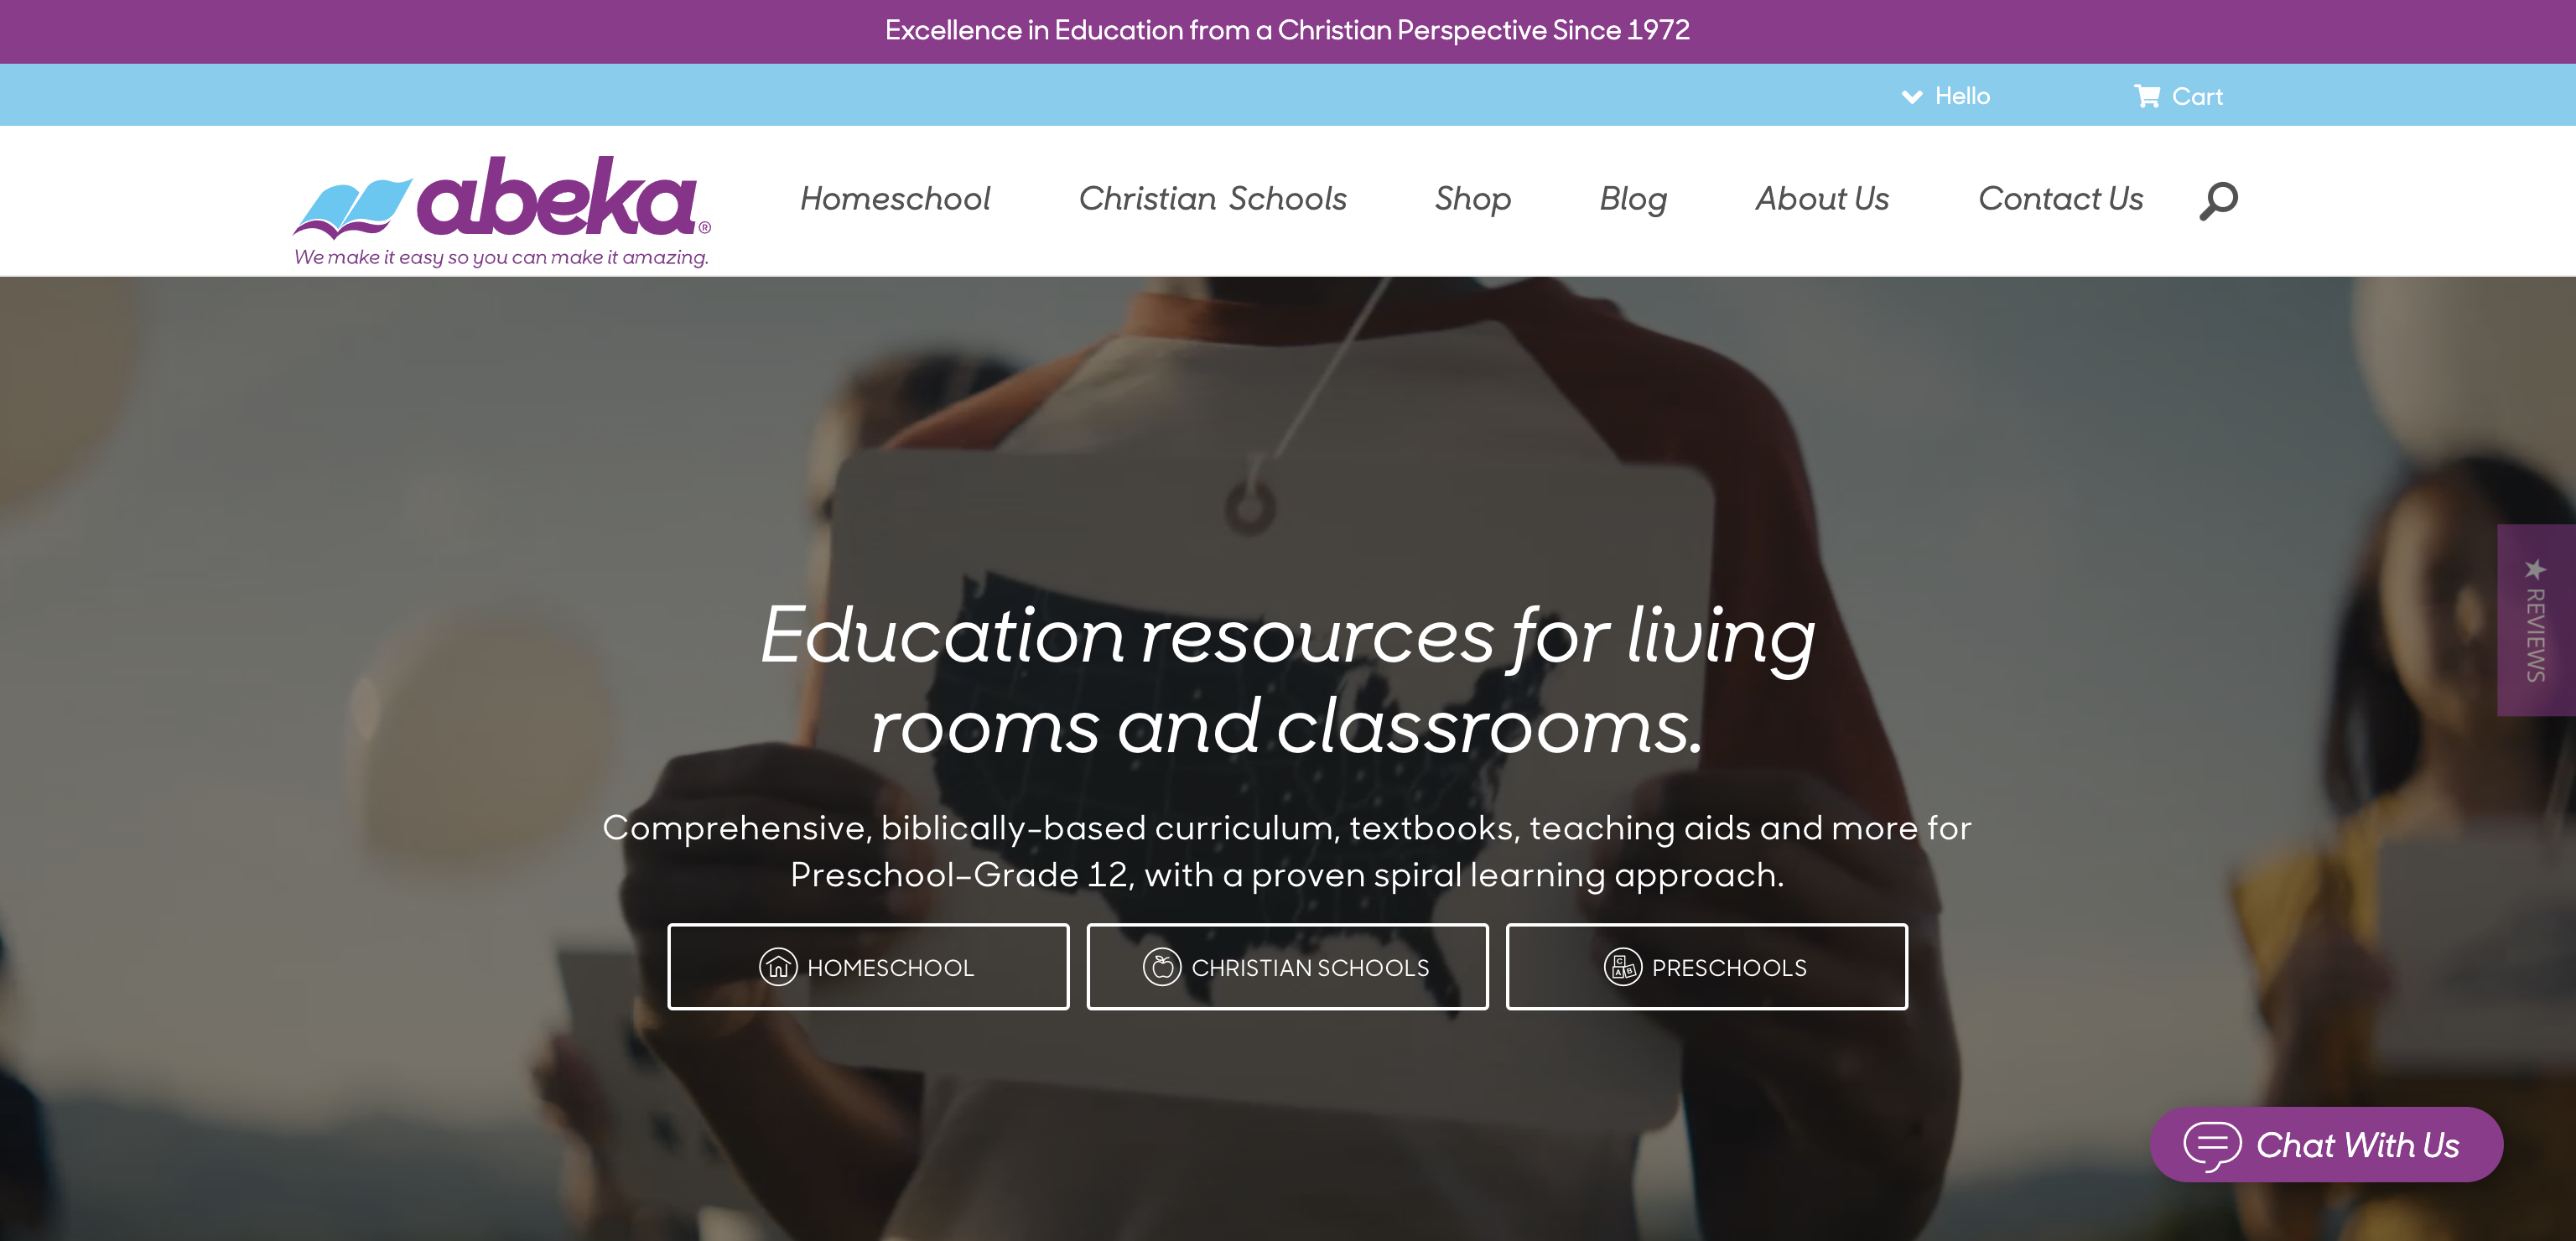 Excellence in Education from a Christian Perspective Since 1972
Hello
Cart
abeka®
We make it easy so you can make it amazing.
Homeschool
Christian Schools
Shop
Blog
About Us
Contact Us
Education resources for living
rooms and classrooms.
Comprehensive, biblically-based curriculum, textbooks, teaching aids and more for
Preschool–Grade 12, with a proven spiral learning approach.
HOMESCHOOL
CHRISTIAN SCHOOLS
C
A B
PRESCHOOLS
★ REVIEWS
Chat With Us